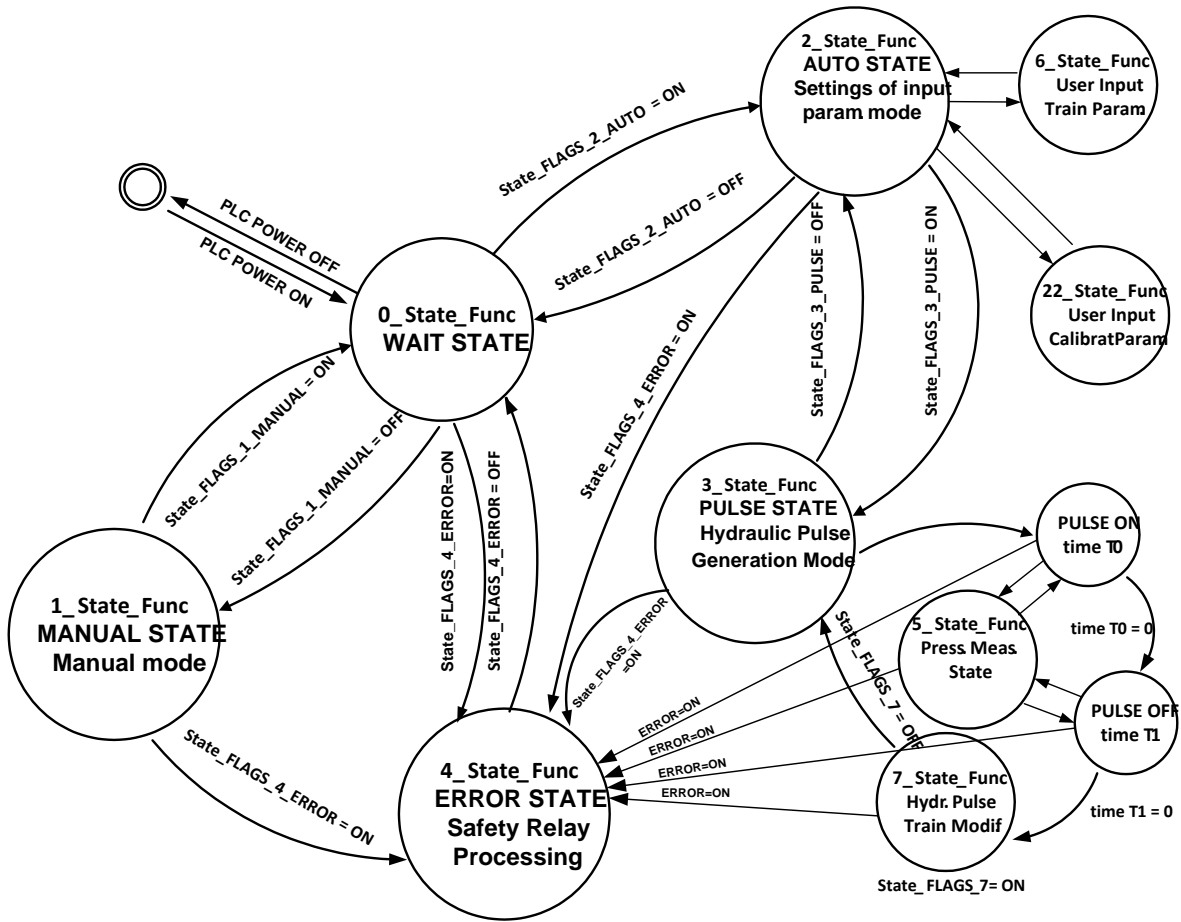 2_State_Func
AUTO STATE
Settings of input
param. mode
6_State_Func
User Input
Train Param.
State_FLAGS_2_AUTO = ON
State_FLAGS_2_AUTO = OFF
PLC POWER OFF
PLC POWER ON
State_FLAGS_3_PULSE = OFF
State_FLAGS_3_PULSE = ON
22_State_Func
User Input
CalibratParam
0_State_Func
WAIT STATE
State_FLAGS_4_ERROR = ON
State_FLAGS_1_MANUAL = ON
State_FLAGS_1_MANUAL = OFF
State_FLAGS_4_ERROR=ON
State_FLAGS_4_ERROR = OFF
3_State_Func
PULSE STATE
Hydraulic Pulse
Generation Mode
PULSE ON
time T0
1_State_Func
MANUAL STATE
Manual mode
State_FLAGS_4_ERROR
=ON
State_FLAGS_7 = OFF
5_State_Func
Press. Meas.
State
time T0 = 0
PULSE OFF
time T1
ERROR=ON
ERROR=ON
ERROR=ON
ERROR=ON
State_FLAGS_4_ERROR = ON
4_State_Func
ERROR STATE
Safety Relay
Processing
7_State_Func
Hydr. Pulse
Train Modif
time T1 = 0
State_FLAGS_7= ON